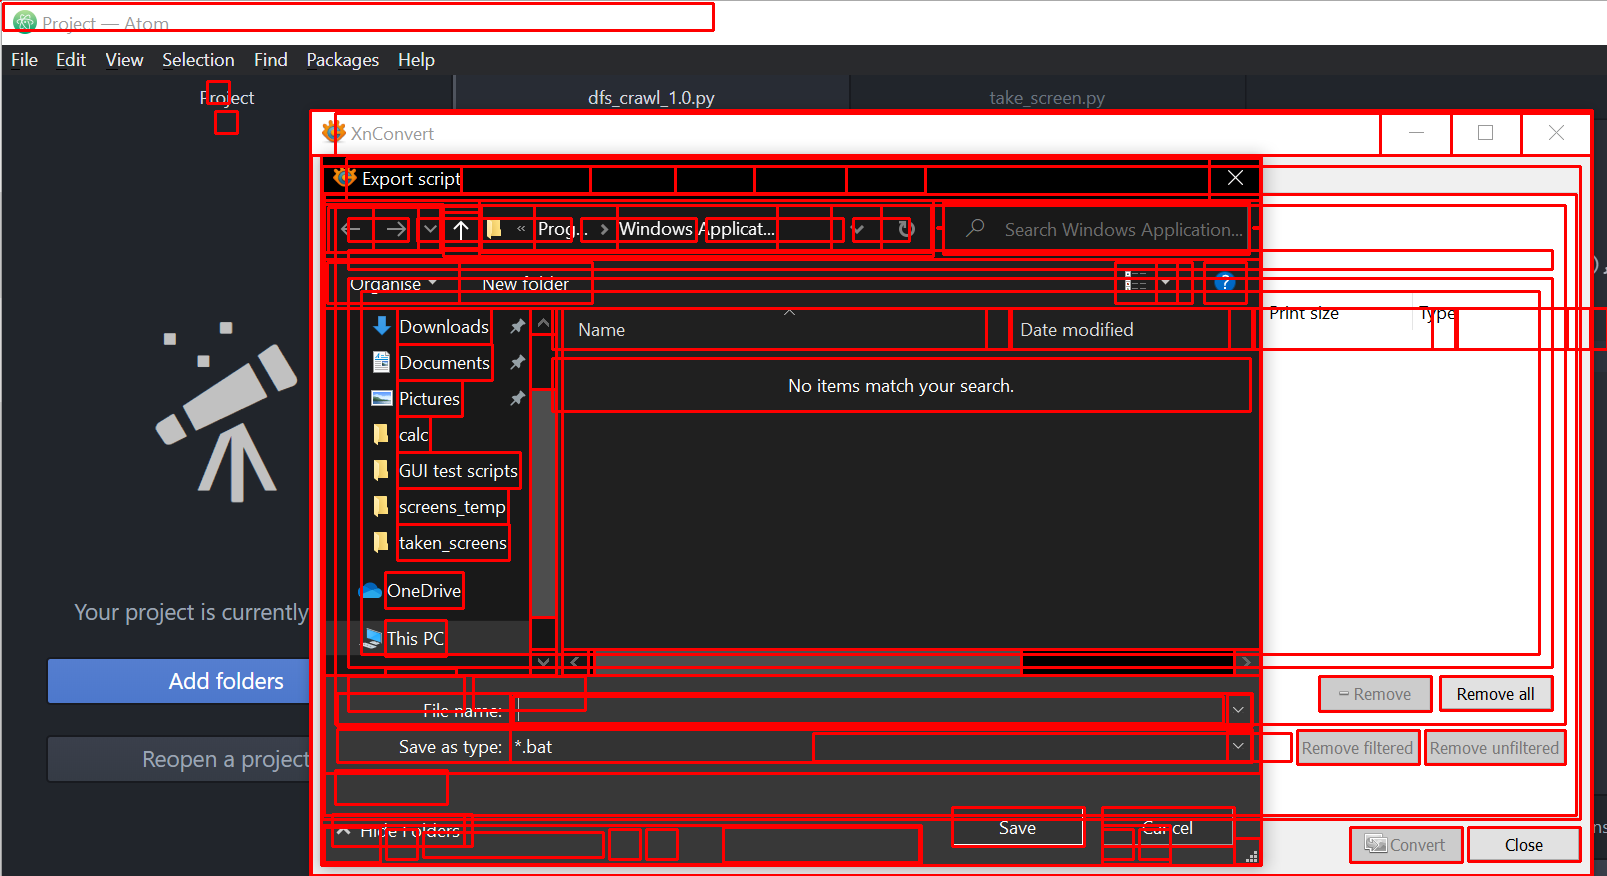 Project — Atom
File Edit View Selection Find Packages Help
Project
dfs_crawl_1.0.py
take_screen.py
XnConvert
Export script
« Prog... > Windows Applicat...
Search Windows Application...
Organise
New folder
Print size
Type
Downloads
Name
Date modified
Documents
No items match your search.
Pictures
calc
GUI test scripts
screens_temp
taken_screens
OneDrive
This PC
Your project is currently
Add folders
Reopen a project
File name:
Save as type: *.bat
Remove
Remove all
Remove filtered
Remove unfiltered
Hide Folders
Save
Cancel
Convert
Close